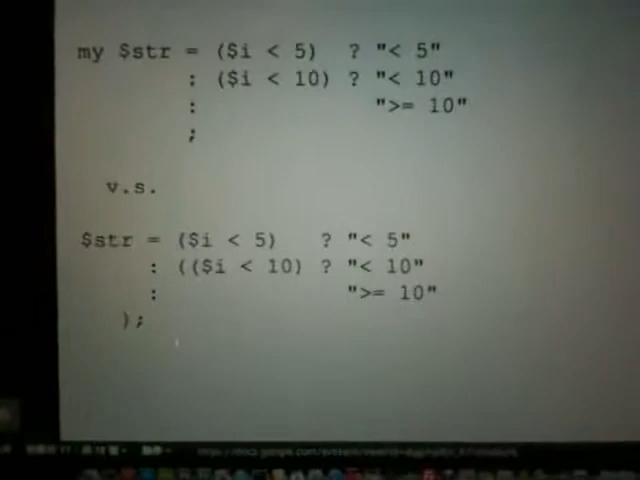 my $str = ($i < 5) ? "< 5"
: ($i < 10) ? "< 10"
: ">= 10"
;
v.s.
$str = ($i < 5) ? "< 5"
: (($i < 10) ? "< 10"
: ">= 10"
);